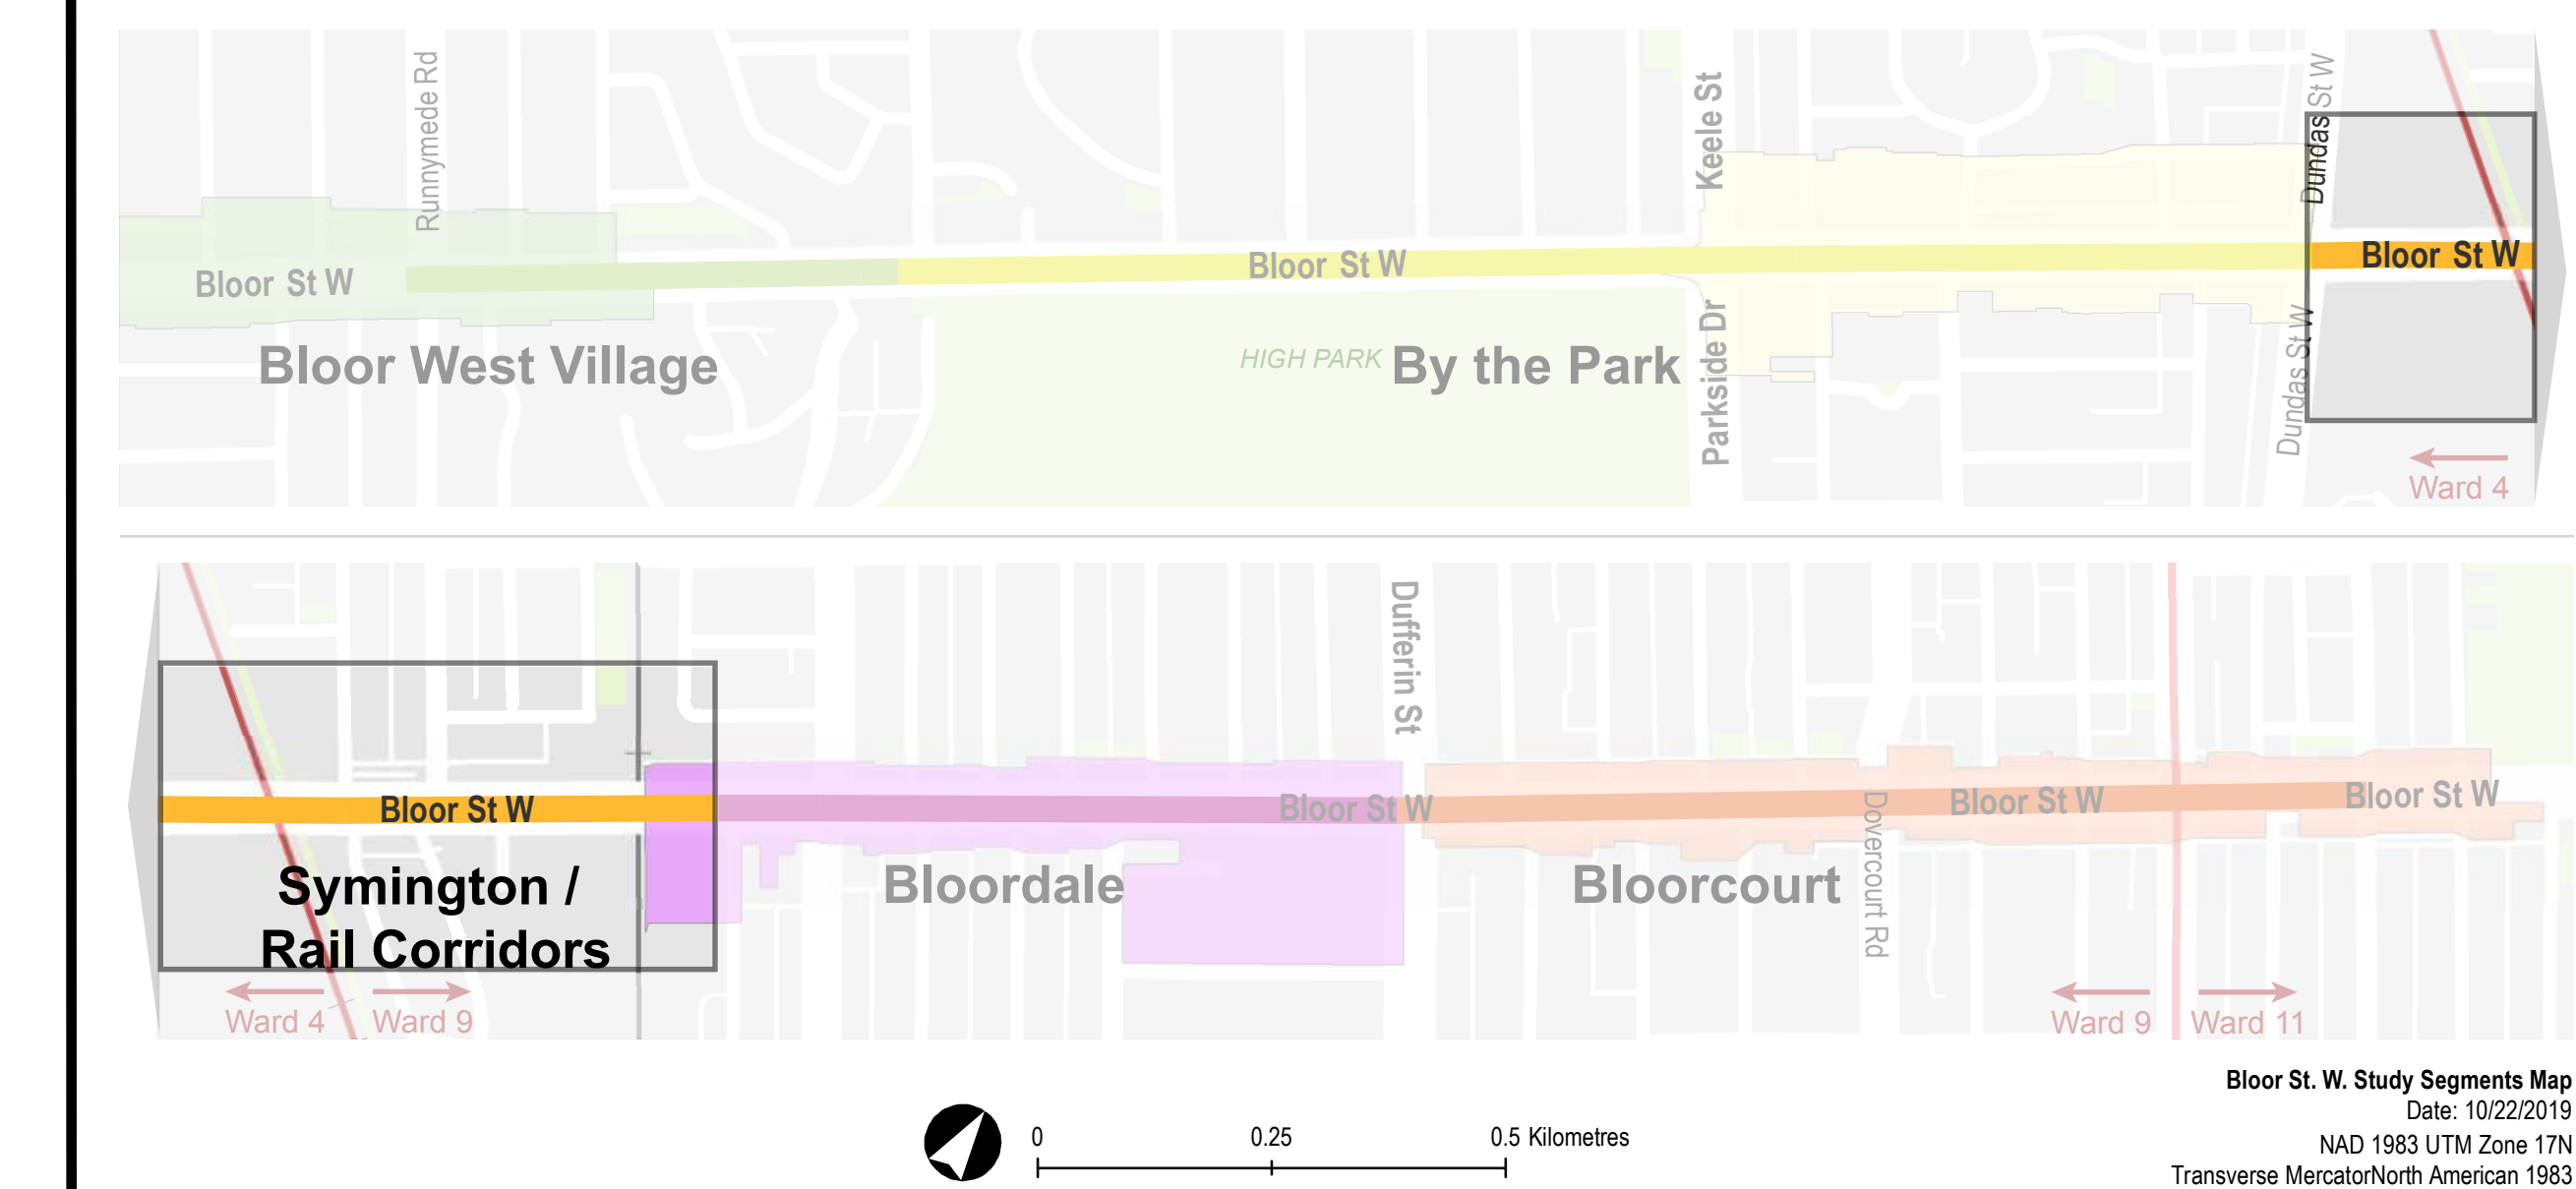 Runnymede Rd
Keele St
Dundas St W
Bloor St W
Bloor St W
Bloor St W
Bloor West Village
HIGH PARK
By the Park
Parkside Dr
Dundas St W
Ward 4
Dufferin St
Bloor St W
Bloor St W
Bloor St W
Bloor St W
Symington /
Rail Corridors
Bloordale
Bloorcourt
Dovercourt Rd
Ward 4
Ward 9
Ward 9
Ward 11
Bloor St. W. Study Segments Map
Date: 10/22/2019
NAD 1983 UTM Zone 17N
Transverse MercatorNorth American 1983
0
0.25
0.5 Kilometres